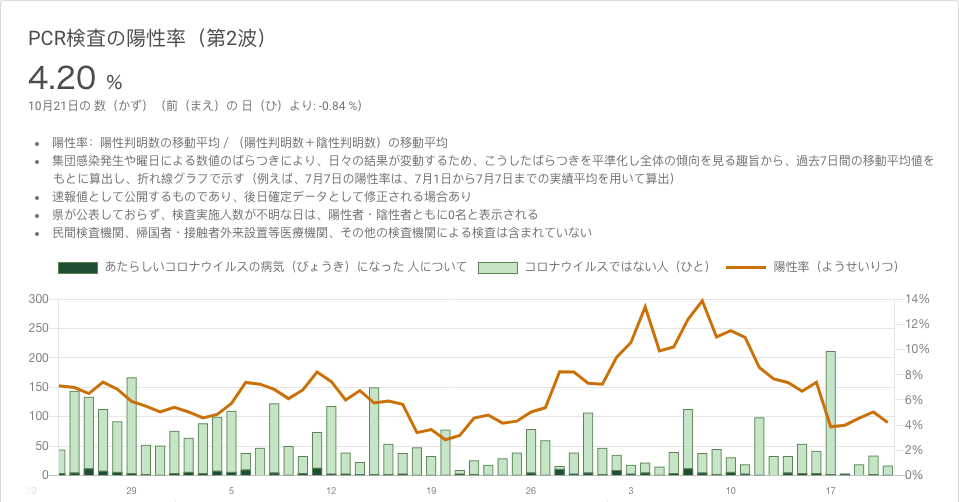 PCR検査の陽性率（第2波）
4.20 %
10月21日の 数（かず）（前（まえ）の 日（ひ）より: -0.84 %）
• 陽性率：陽性判明数の移動平均 / （陽性判明数＋陰性判明数）の移動平均
• 集団感染発生や曜日による数値のばらつきにより、日々の結果が変動するため、こうしたばらつきを平準化し全体の傾向を見る趣旨から、過去7日間の移動平均値を
もとに算出し、折れ線グラフで示す（例えば、7月7日の陽性率は、7月1日から7月7日までの実績平均を用いて算出）
• 速報値として公開するものであり、後日確定データとして修正される場合あり
• 県が公表しておらず、検査実施人数が不明な日は、陽性者・陰性者ともに0名と表示される
• 民間検査機関、帰国者・接触者外来設置等医療機関、その他の検査機関による検査は含まれていない
あたらしいコロナウイルスの病気（びょうき）になった 人について コロナウイルスではない人（ひと） 陽性率（ようせいりつ）
300 14%
12%
250
10%
200
8%
150
6%
100
4%
50
2%
0 0%
22 29 5 12 19 26 3 10 17